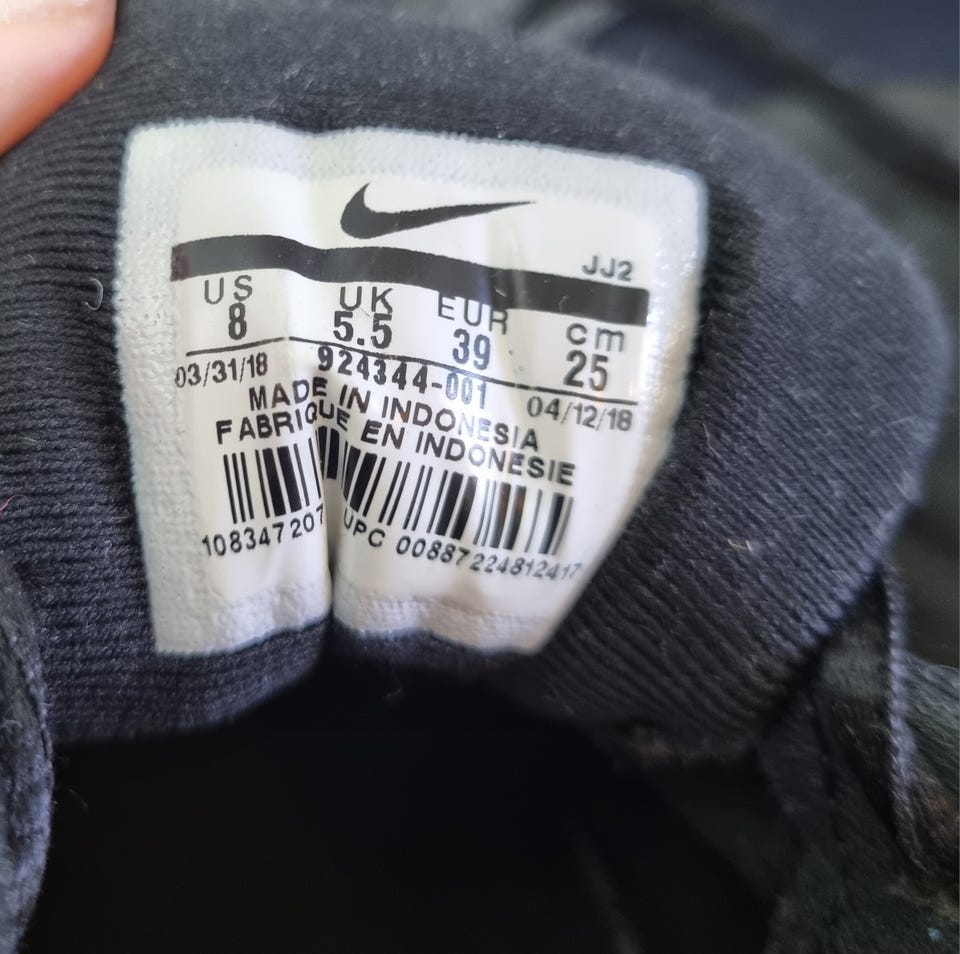 JJ2
US UK EUR cm
8 5.5 39 25
03/31/18 924344-001 04/12/18
MADE IN INDONESIA
FABRIQUE EN INDONESIE
108347207 UPC 00887224812417